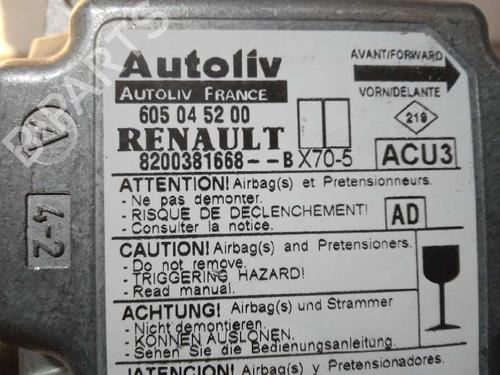 Autoliv
AVANT/FORWARD
AUTOLIV FRANCE
VORN/DELANTE
605 04 52 00
219
RENAULT
8200381668--B X70-5
ACU3
ATTENTION! Airbag(s) et Pretensionneurs.
- Ne pas demonter.
- RISQUE DE DECLENCHEMENT!
- Consulter la notice.
AD
CAUTION! Airbag(s) and Pretensioners.
- Do not remove.
- TRIGGERING HAZARD!
- Read manual.
ACHTUNG! Airbag(s) und Strammer
- Nicht demontieren.
- KONNEN AUSLONEN.
- Sehen Sie die Bedienungsanleitung.
¡ATENCION! Airbag(s) y Pretensionadores.
4-2
B-PARTS